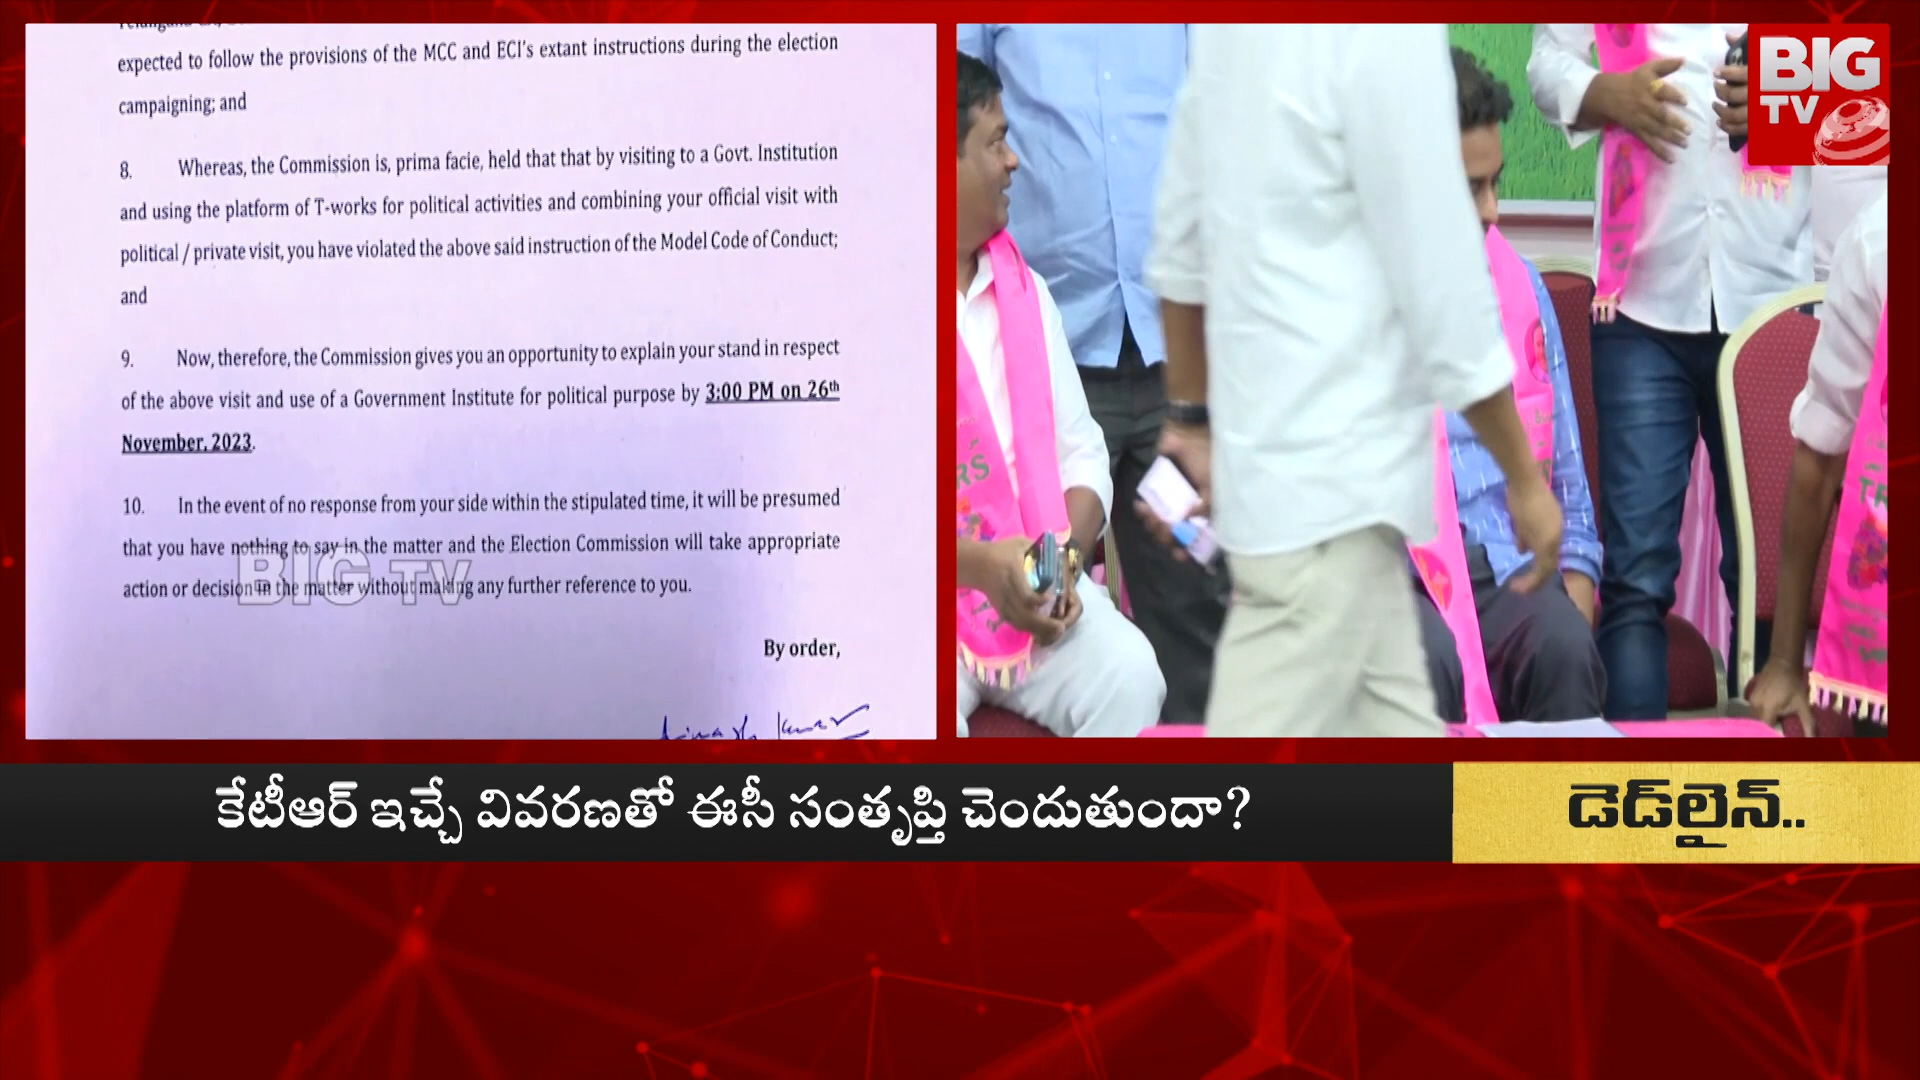 expected to follow the provisions of the MCC and ECI's extant instructions during the election
campaigning; and
8. Whereas, the Commission is, prima facie, held that that by visiting to a Govt. Institution
and using the platform of T-works for political activities and combining your official visit with
political / private visit, you have violated the above said instruction of the Model Code of Conduct;
and
9. Now, therefore, the Commission gives you an opportunity to explain your stand in respect
of the above visit and use of a Government Institute for political purpose by 3:00 PM on 26th
November, 2023.
10. In the event of no response from your side within the stipulated time, it will be presumed
that you have nothing to say in the matter and the Election Commission will take appropriate
action or decision in the matter without making any further reference to you.
BIG TV
By order,
BIG
TV
కేటీఆర్ ఇచ్చే వివరణతో ఈసీ సంతృప్తి చెందుతుందా?
డెడ్‌లైన్..